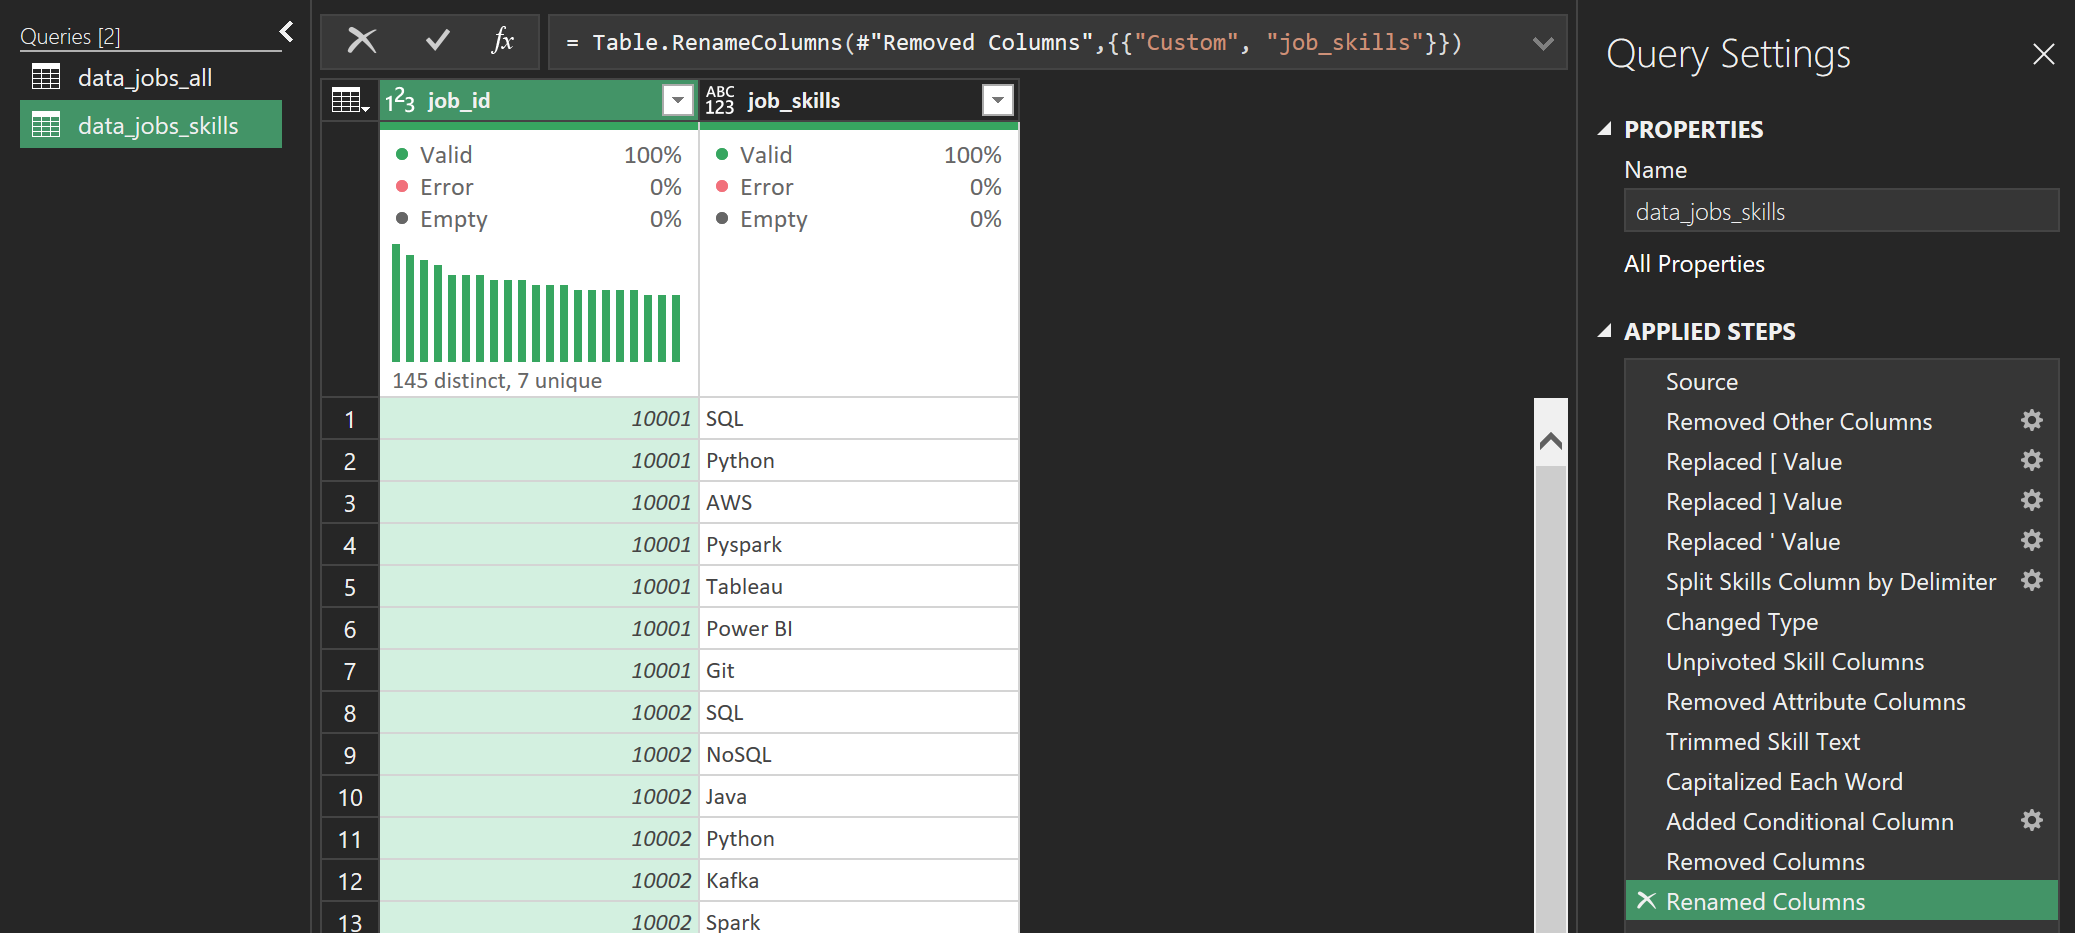 Queries [2]
data_jobs_all
data_jobs_skills
fx
= Table.RenameColumns(#"Removed Columns",{{"Custom", "job_skills"}})
123 job_id
ABC
123 job_skills
Valid 100%
Error 0%
Empty 0%
145 distinct, 7 unique
Valid 100%
Error 0%
Empty 0%
1 10001 SQL
2 10001 Python
3 10001 AWS
4 10001 Pyspark
5 10001 Tableau
6 10001 Power BI
7 10001 Git
8 10002 SQL
9 10002 NoSQL
10 10002 Java
11 10002 Python
12 10002 Kafka
13 10002 Spark
Query Settings
PROPERTIES
Name
data_jobs_skills
All Properties
APPLIED STEPS
Source
Removed Other Columns
Replaced [ Value
Replaced ] Value
Replaced ' Value
Split Skills Column by Delimiter
Changed Type
Unpivoted Skill Columns
Removed Attribute Columns
Trimmed Skill Text
Capitalized Each Word
Added Conditional Column
Removed Columns
Renamed Columns